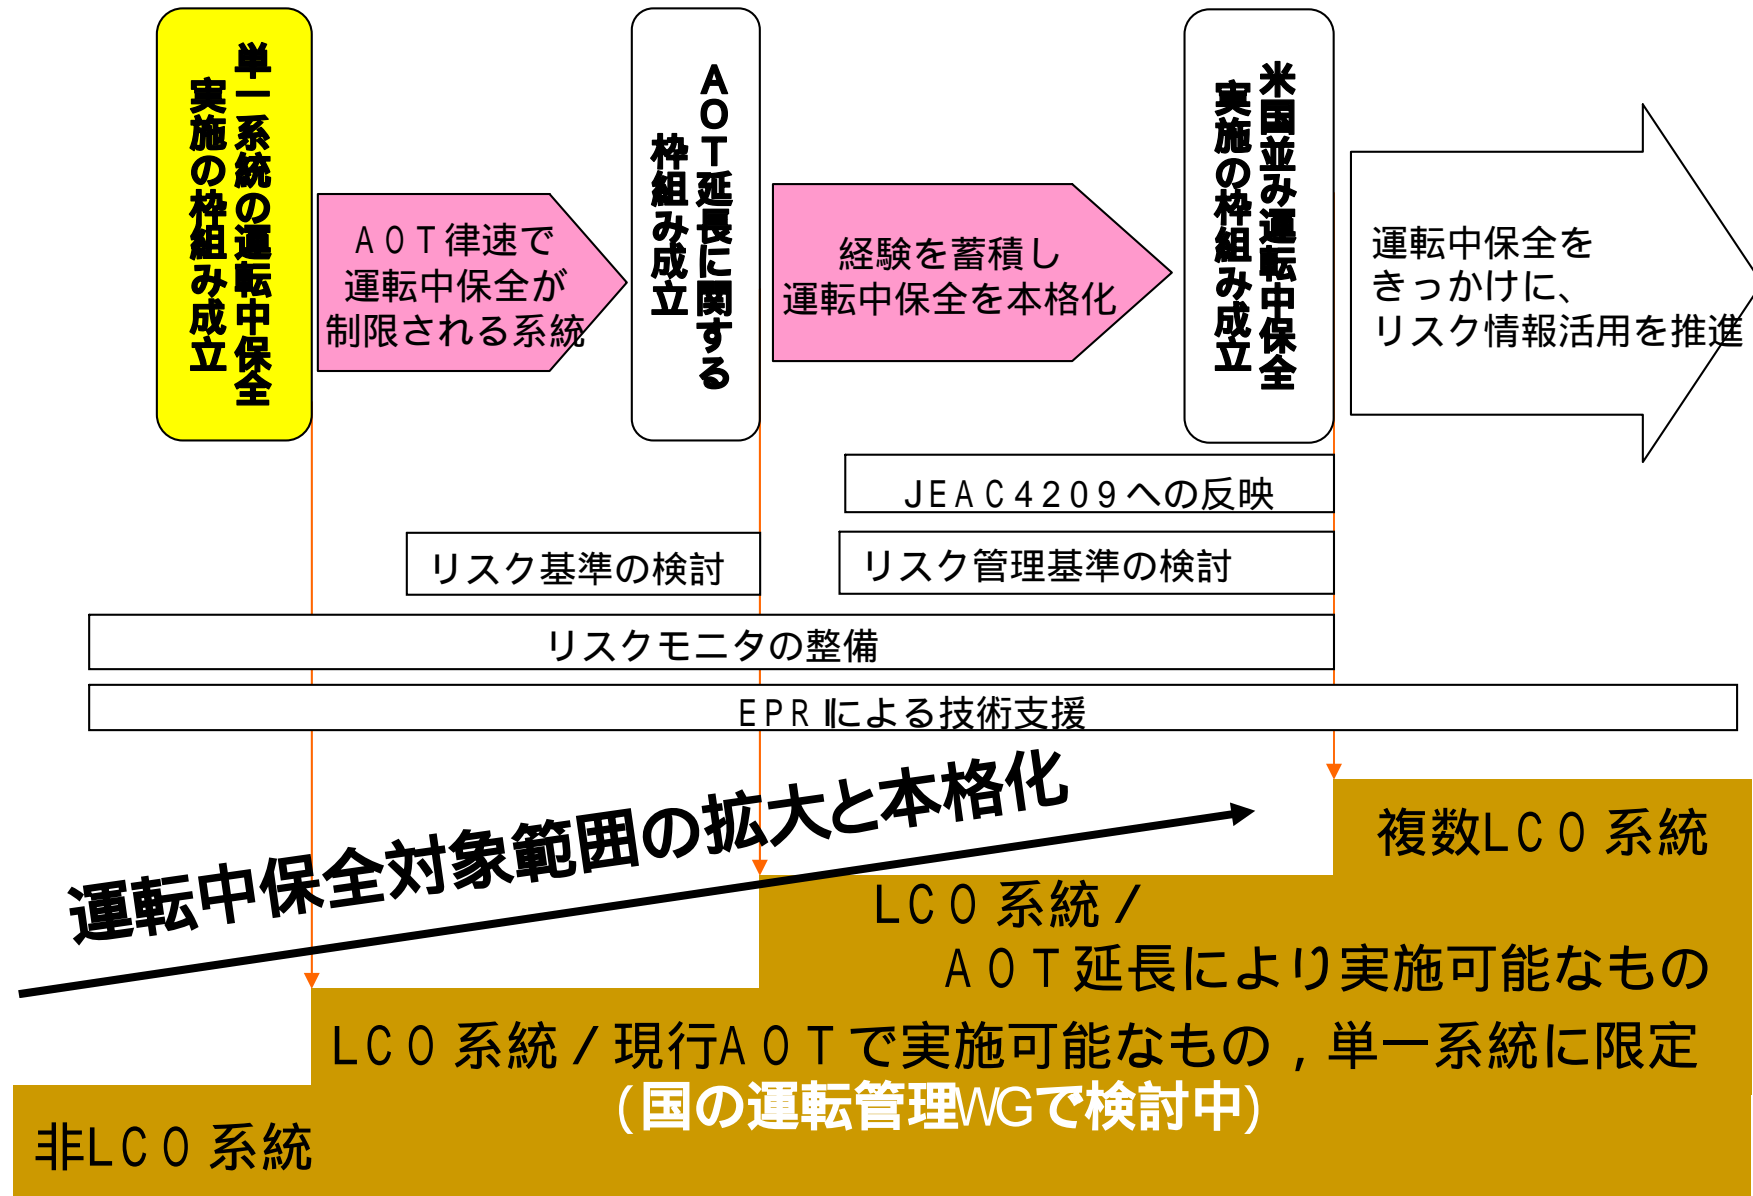 単一系統の運転中保全
実施の枠組み成立
ＡＯＴ律速で
運転中保全が
制限される系統
ＡＯＴ延長に関する
枠組み成立
経験を蓄積し
運転中保全を本格化
米国並み運転中保全
実施の枠組み成立
運転中保全を
きっかけに、
リスク情報活用を推進
ＪＥＡＣ４２０９への反映
リスク基準の検討
リスク管理基準の検討
リスクモニタの整備
ＥＰＲＩによる技術支援
運転中保全対象範囲の拡大と本格化
複数ＬＣＯ系統
ＬＣＯ系統／
ＡＯＴ延長により実施可能なもの
ＬＣＯ系統／現行ＡＯＴで実施可能なもの，単一系統に限定
(国の運転管理WGで検討中)
非ＬＣＯ系統